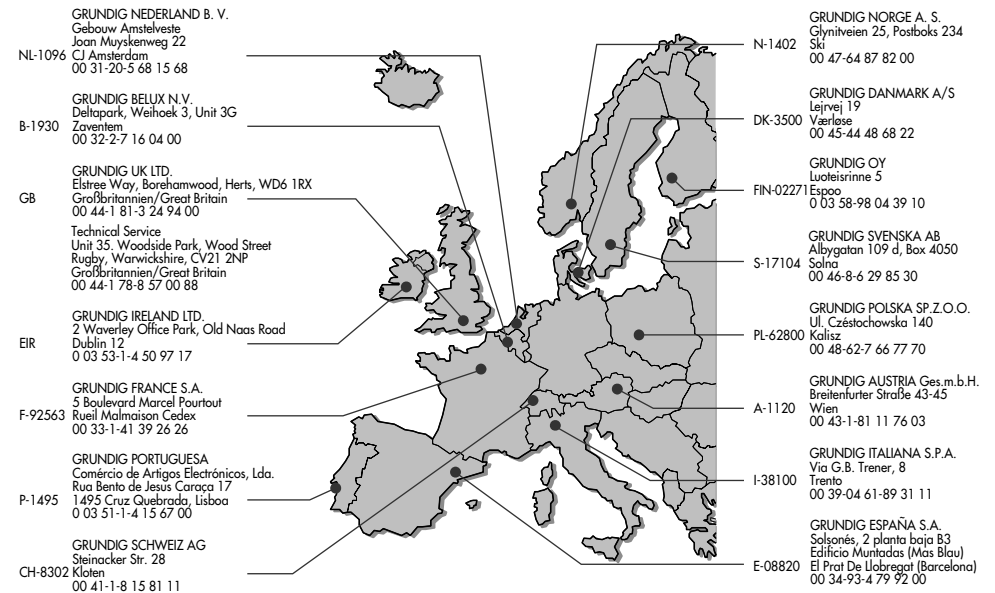 GRUNDIG NEDERLAND B. V.
Gebouw Amstelveste
Joan Muyskenweg 22
NL-1096 CJ Amsterdam
00 31-20-5 68 15 68
GRUNDIG BELUX N.V.
Deltapark, Weihoek 3, Unit 3G
B-1930 Zaventem
00 32-2-7 16 04 00
GRUNDIG UK LTD.
Elstree Way, Borehamwood, Herts, WD6 1RX
GB Großbritannien/Great Britain
00 44-1 81-3 24 94 00
Technical Service
Unit 35. Woodside Park, Wood Street
Rugby, Warwickshire, CV21 2NP
Großbritannien/Great Britain
00 44-1 78-8 57 00 88
GRUNDIG IRELAND LTD.
2 Waverley Office Park, Old Naas Road
EIR Dublin 12
0 03 53-1-4 50 97 17
GRUNDIG FRANCE S.A.
5 Boulevard Marcel Pourtout
F-92563 Rueil Malmaison Cedex
00 33-1-41 39 26 26
GRUNDIG PORTUGUESA
Comércio de Artigos Electrónicos, Lda.
Rua Bento de Jesus Caraça 17
P-1495 1495 Cruz Quebrada, Lisboa
0 03 51-1-4 15 67 00
GRUNDIG SCHWEIZ AG
Steinacker Str. 28
CH-8302 Kloten
00 41-1-8 15 81 11
GRUNDIG NORGE A. S.
Glynitveien 25, Postboks 234
N-1402 Ski
00 47-64 87 82 00
GRUNDIG DANMARK A/S
Lejrvej 19
DK-3500 Værløse
00 45-44 48 68 22
GRUNDIG OY
Luoteisrinne 5
FIN-02271 Espoo
0 03 58-98 04 39 10
GRUNDIG SVENSKA AB
Albygatan 109 d, Box 4050
S-17104 Solna
00 46-8-6 29 85 30
GRUNDIG POLSKA SP.Z.O.O.
Ul. Czéstochowska 140
PL-62800 Kalisz
00 48-62-7 66 77 70
GRUNDIG AUSTRIA Ges.m.b.H.
Breitenfurter Straße 43-45
A-1120 Wien
00 43-1-81 11 76 03
GRUNDIG ITALIANA S.P.A.
Via G.B. Trener, 8
I-38100 Trento
00 39-04 61-89 31 11
GRUNDIG ESPAÑA S.A.
Solsonés, 2 planta baja B3
Edificio Muntadas (Mas Blau)
E-08820 El Prat De Llobregat (Barcelona)
00 34-93-4 79 92 00